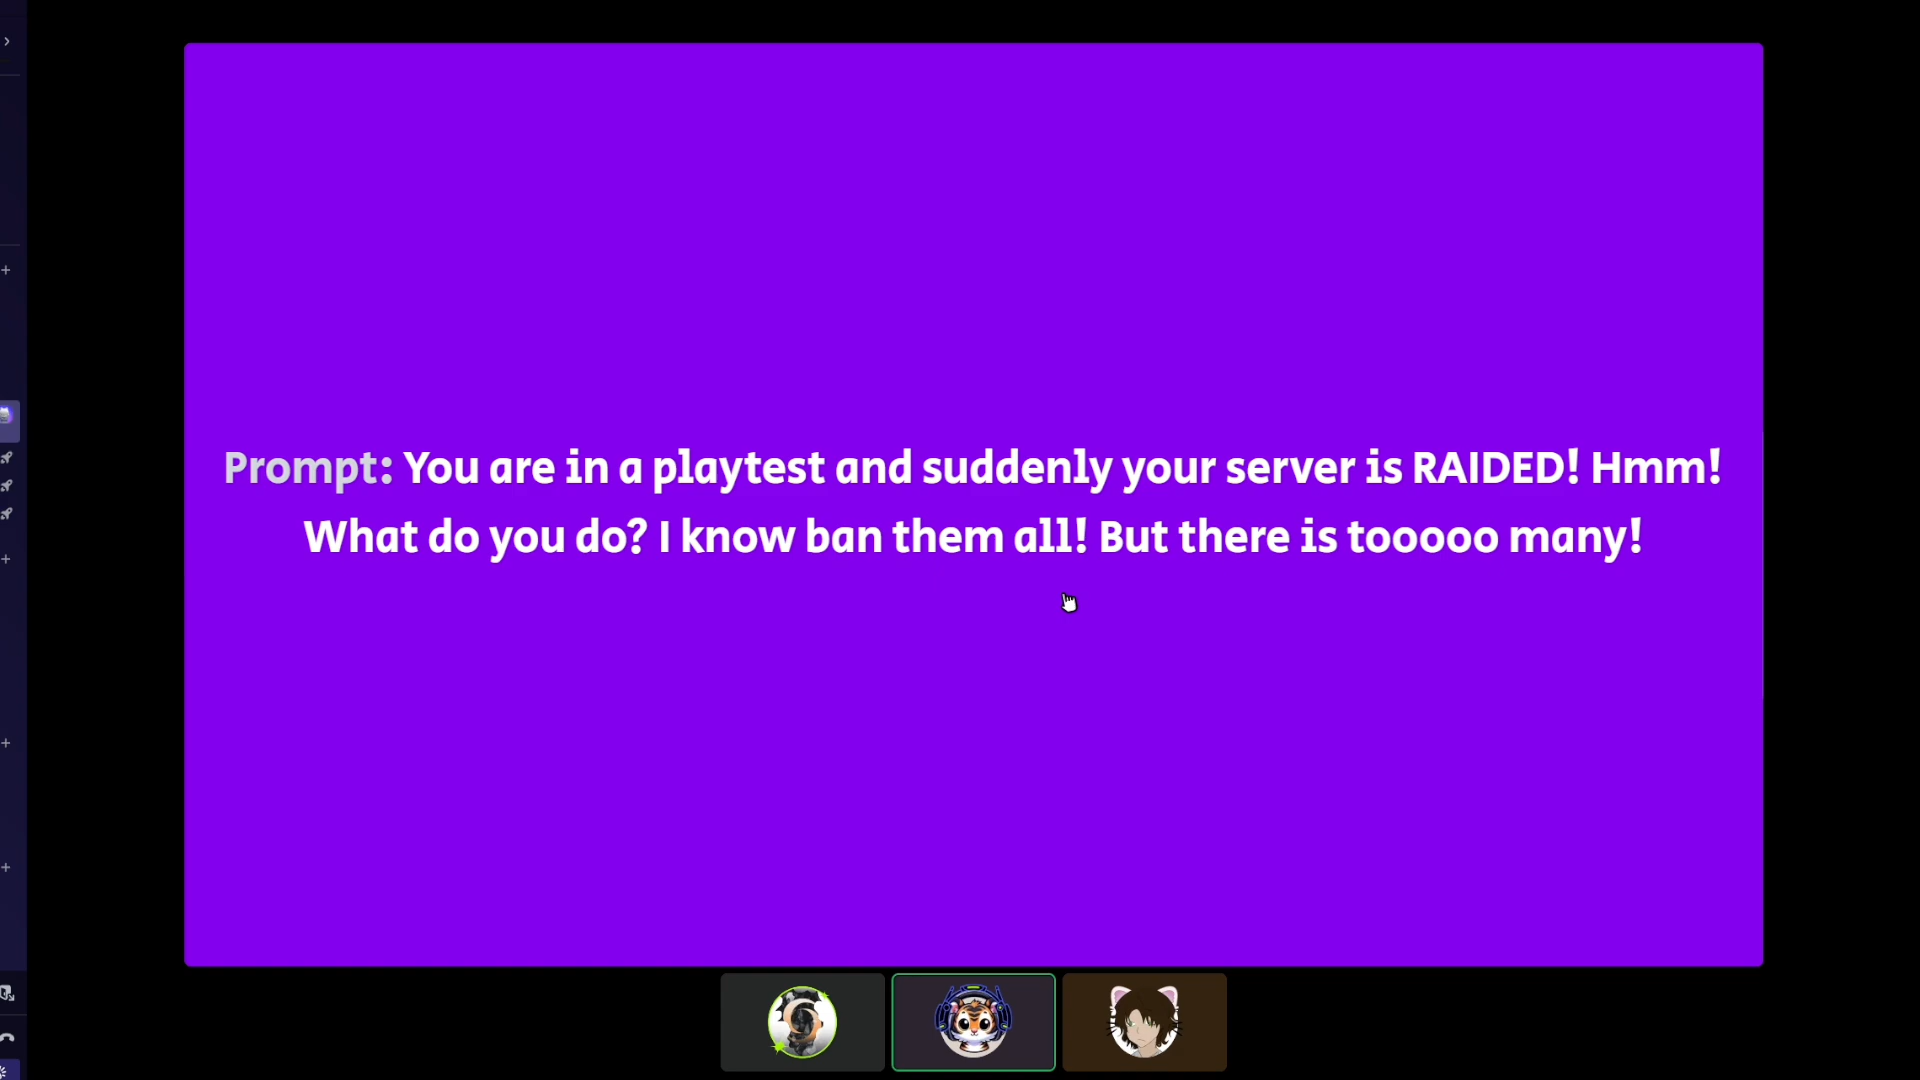 Prompt: You are in a playtest and suddenly your server is RAIDED! Hmm!
What do you do? I know ban them all! But there is tooooo many!